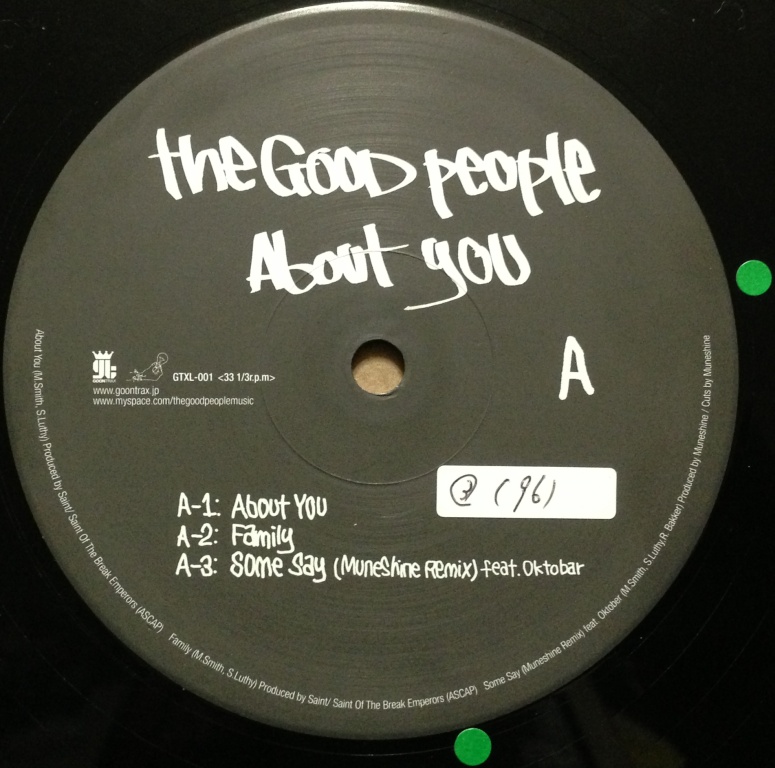 the Good people
About you
A
gt
GOONTRAX
GTXL-001 <33 1/3r.p.m>
www.goontrax.jp
www.myspace.com/thegoodpeoplemusic
(96)
A-1: About YOU
A-2: Family
A-3: Some Say (Muneshine Remix) feat. Oktobar
About You (M.Smith, S.Luthy) Produced by Saint/ Saint Of The Break Emperors (ASCAP) Family (M.Smith, S.Luthy) Produced by Saint/ Saint Of The Break Emperors (ASCAP) Some Say (Muneshine Remix) feat. Oktober (M.Smith, S.Luthy,R. Bakker) Produced by Muneshine / Cuts by Muneshine